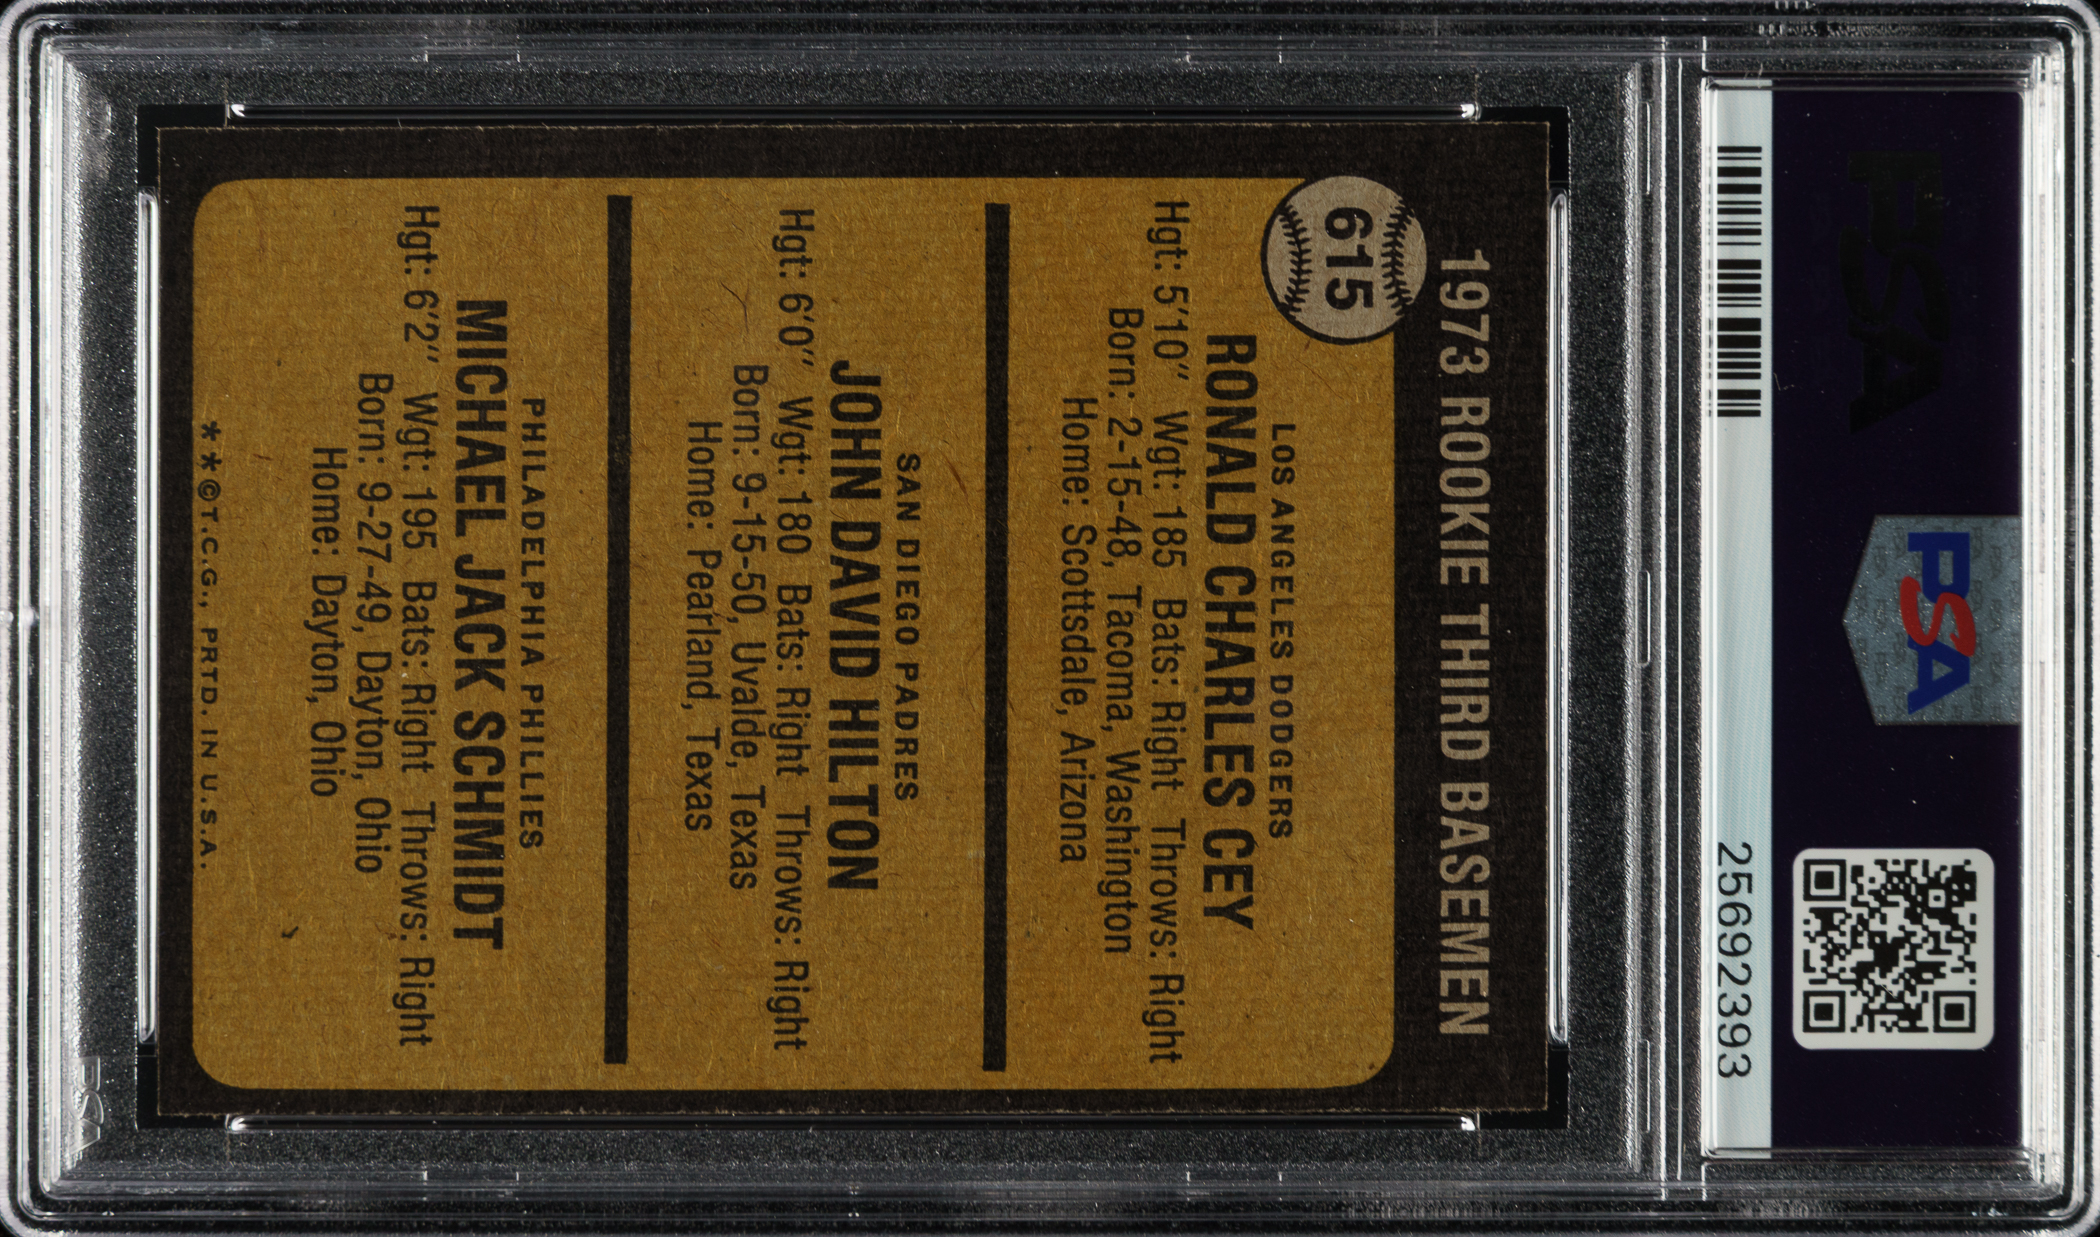 PSA
PSA
25692393
1973 ROOKIE THIRD BASEMEN
615
LOS ANGELES DODGERS
RONALD CHARLES CEY
Hgt: 5'10" Wgt: 185 Bats: Right Throws: Right
Born: 2-15-48, Tacoma, Washington
Home: Scottsdale, Arizona
SAN DIEGO PADRES
JOHN DAVID HILTON
Hgt: 6'0" Wgt: 180 Bats: Right Throws: Right
Born: 9-15-50, Uvalde, Texas
Home: Pearland, Texas
PHILADELPHIA PHILLIES
MICHAEL JACK SCHMIDT
Hgt: 6'2" Wgt: 195 Bats: Right Throws: Right
Born: 9-27-49, Dayton, Ohio
Home: Dayton, Ohio
**©T.C.G., PRTD. IN U.S.A.
PSA